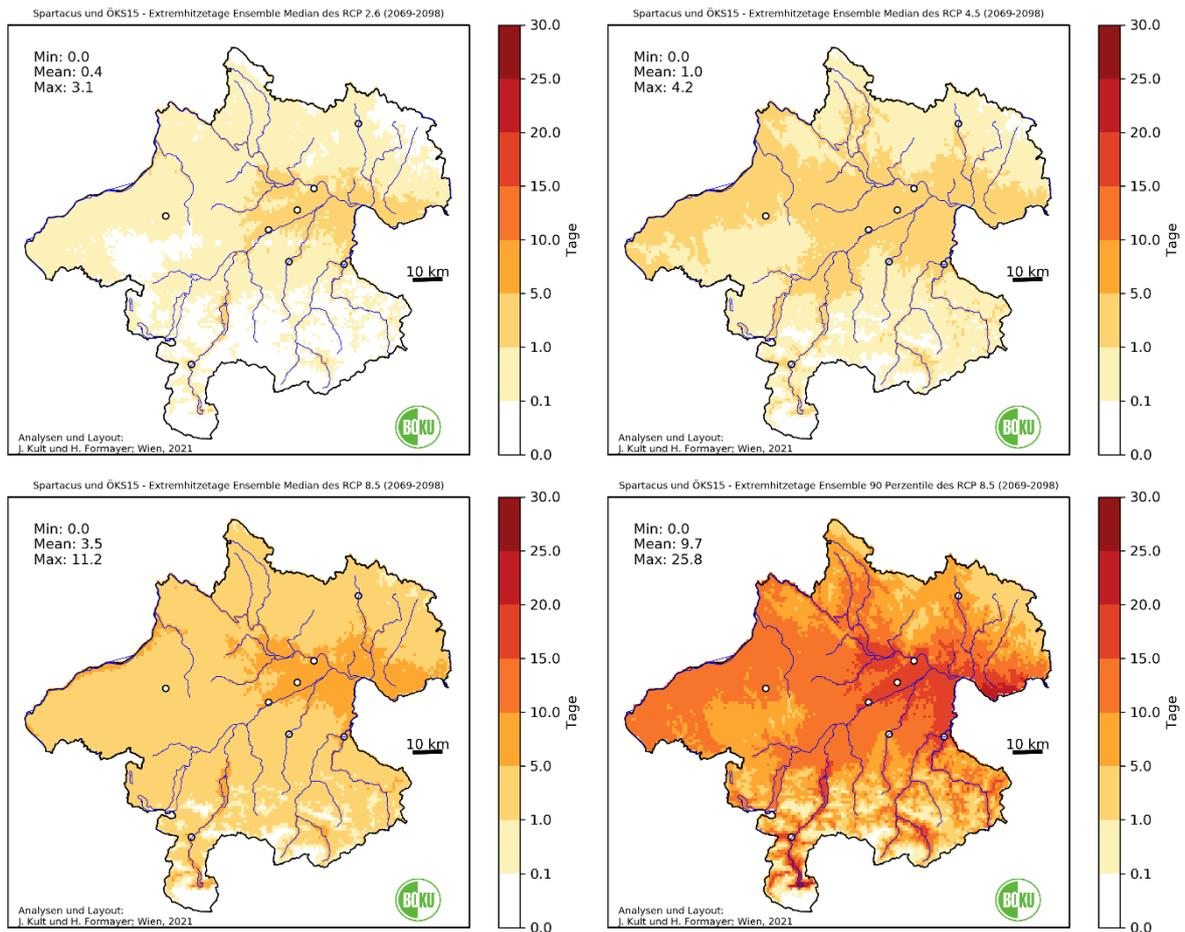 Spartacus und ÖKS15 - Extremhitzetage Ensemble Median des RCP 2.6 (2069-2098)
Min: 0.0
Mean: 0.4
Max: 3.1
10 km
BOKU
Analysen und Layout:
J. Kult und H. Formayer; Wien, 2021
30.0
25.0
20.0
15.0
10.0
5.0
1.0
0.1
0.0
Tage
Spartacus und ÖKS15 - Extremhitzetage Ensemble Median des RCP 4.5 (2069-2098)
Min: 0.0
Mean: 1.0
Max: 4.2
10 km
BOKU
Analysen und Layout:
J. Kult und H. Formayer; Wien, 2021
30.0
25.0
20.0
15.0
10.0
5.0
1.0
0.1
0.0
Tage
Spartacus und ÖKS15 - Extremhitzetage Ensemble Median des RCP 8.5 (2069-2098)
Min: 0.0
Mean: 3.5
Max: 11.2
10 km
BOKU
Analysen und Layout:
J. Kult und H. Formayer; Wien, 2021
30.0
25.0
20.0
15.0
10.0
5.0
1.0
0.1
0.0
Tage
Spartacus und ÖKS15 - Extremhitzetage Ensemble 90 Perzentile des RCP 8.5 (2069-2098)
Min: 0.0
Mean: 9.7
Max: 25.8
10 km
BOKU
Analysen und Layout:
J. Kult und H. Formayer; Wien, 2021
30.0
25.0
20.0
15.0
10.0
5.0
1.0
0.1
0.0
Tage